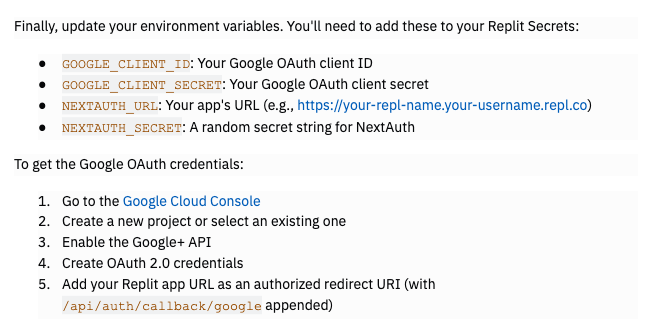 Finally, update your environment variables. You'll need to add these to your Replit Secrets:
● GOOGLE_CLIENT_ID: Your Google OAuth client ID
● GOOGLE_CLIENT_SECRET: Your Google OAuth client secret
● NEXTAUTH_URL: Your app's URL (e.g., https://your-repl-name.your-username.repl.co)
● NEXTAUTH_SECRET: A random secret string for NextAuth
To get the Google OAuth credentials:
1. Go to the Google Cloud Console
2. Create a new project or select an existing one
3. Enable the Google+ API
4. Create OAuth 2.0 credentials
5. Add your Replit app URL as an authorized redirect URI (with
/api/auth/callback/google appended)